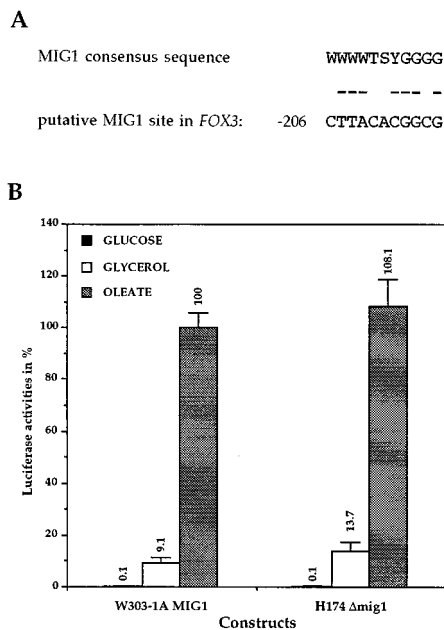 A
MIG1 consensus sequence WWWWTSYGGGG
putative MIG1 site in FOX3: -206 CTTACACGGCG
B
140
120
100
80
60
40
20
0
Luciferase activities in %
GLUCOSE
GLYCEROL
OLEATE
0.1
9.1
100
0.1
13.7
108.1
W303-1A MIG1
H174 Δmig1
Constructs